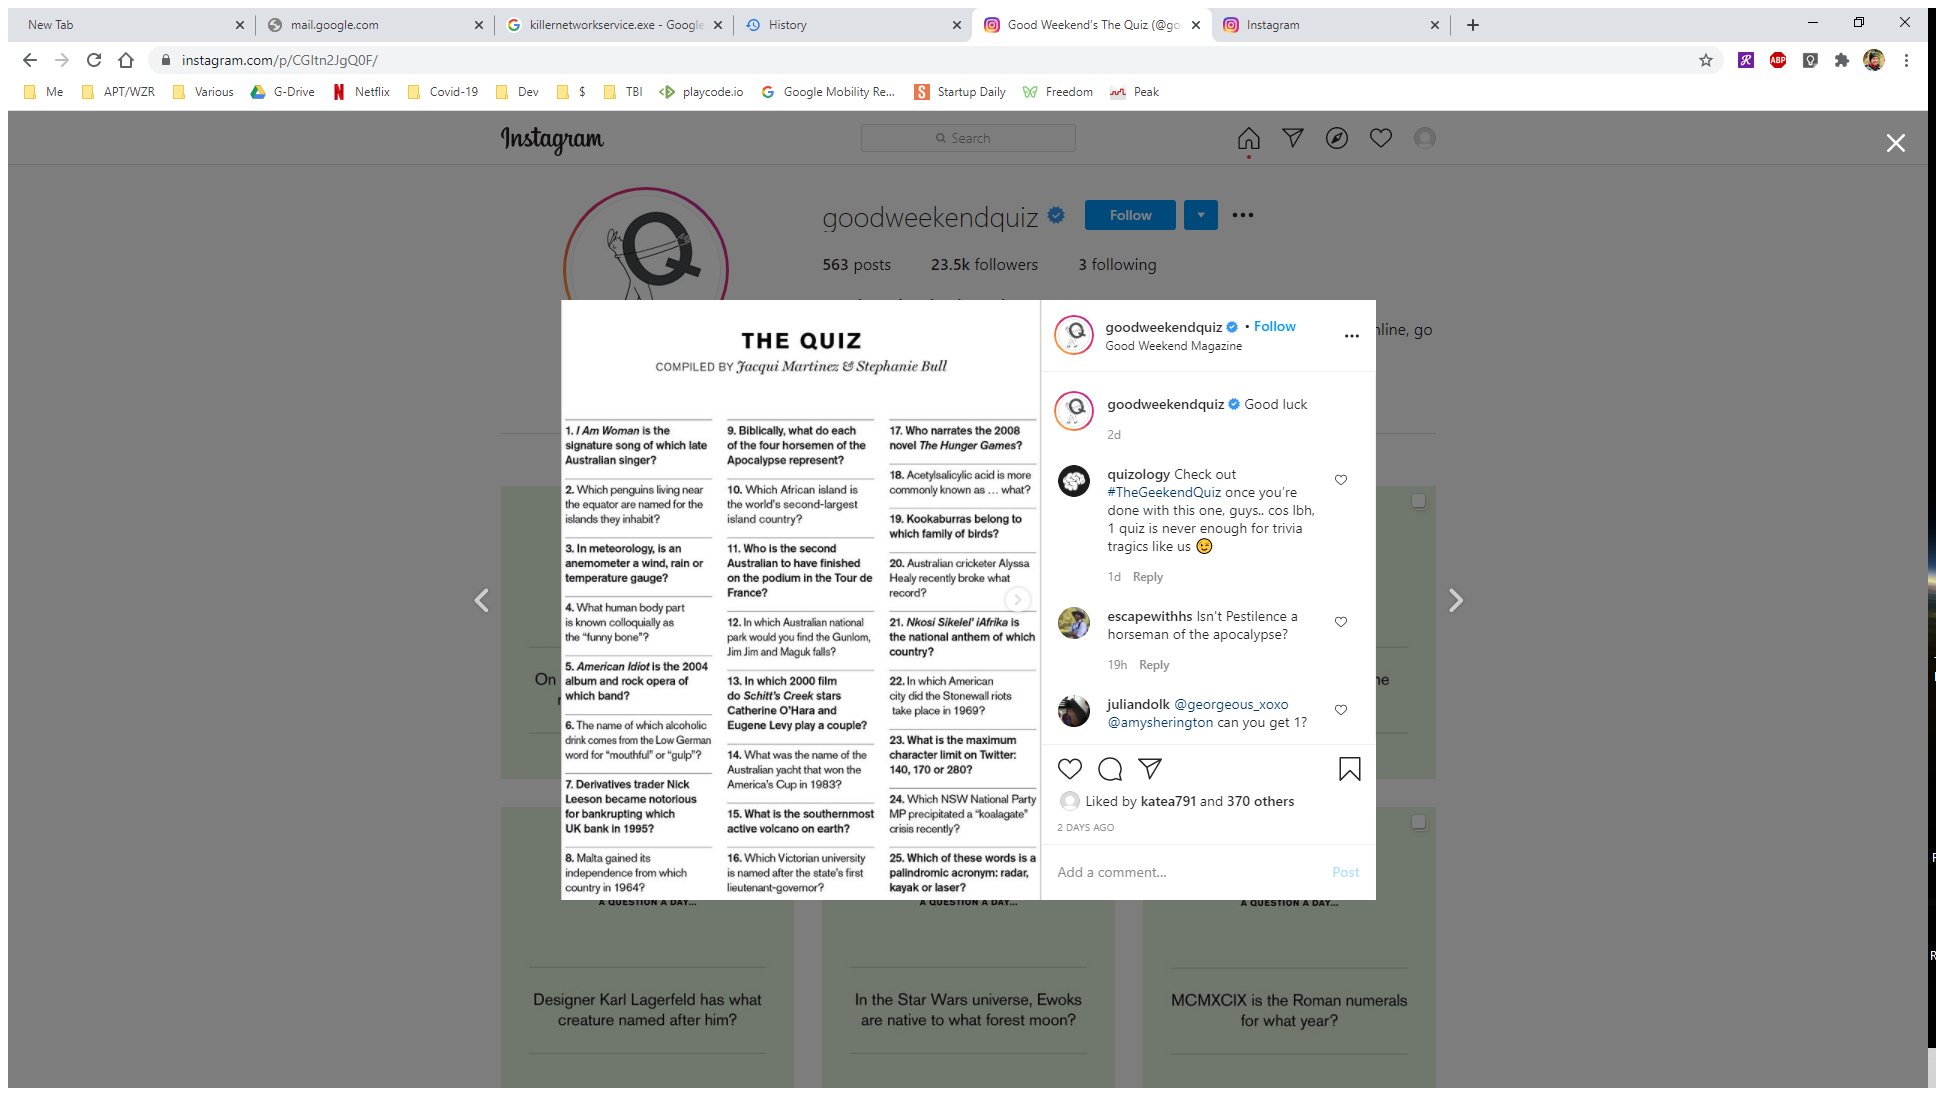 New Tab
mail.google.com
killernetworkservice.exe - Google
History
Good Weekend's The Quiz (@go
Instagram
instagram.com/p/CGItn2JgQ0F/
Me
APT/WZR
Various
G-Drive
Netflix
Covid-19
Dev
$
TBI
playcode.io
Google Mobility Re...
Startup Daily
Freedom
Peak
Instagram
Search
goodweekendquiz
Follow
563 posts
23.5k followers
3 following
nline, go
THE QUIZ
COMPILED BY Jacqui Martinez & Stephanie Bull
1. I Am Woman is the
signature song of which late
Australian singer?
2. Which penguins living near
the equator are named for the
islands they inhabit?
3. In meteorology, is an
anemometer a wind, rain or
temperature gauge?
4. What human body part
is known colloquially as
the “funny bone”?
5. American Idiot is the 2004
album and rock opera of
which band?
6. The name of which alcoholic
drink comes from the Low German
word for “mouthful” or “gulp”?
7. Derivatives trader Nick
Leeson became notorious
for bankrupting which
UK bank in 1995?
8. Malta gained its
independence from which
country in 1964?
9. Biblically, what do each
of the four horsemen of the
Apocalypse represent?
10. Which African island is
the world's second-largest
island country?
11. Who is the second
Australian to have finished
on the podium in the Tour de
France?
12. In which Australian national
park would you find the Gunlom,
Jim Jim and Maguk falls?
13. In which 2000 film
do Schitt's Creek stars
Catherine O'Hara and
Eugene Levy play a couple?
14. What was the name of the
Australian yacht that won the
America's Cup in 1983?
15. What is the southernmost
active volcano on earth?
16. Which Victorian university
is named after the state's first
lieutenant-governor?
17. Who narrates the 2008
novel The Hunger Games?
18. Acetylsalicylic acid is more
commonly known as ... what?
19. Kookaburras belong to
which family of birds?
20. Australian cricketer Alyssa
Healy recently broke what
record?
21. Nkosi Sikelel' iAfrika is
the national anthem of which
country?
22. In which American
city did the Stonewall riots
take place in 1969?
23. What is the maximum
character limit on Twitter:
140, 170 or 280?
24. Which NSW National Party
MP precipitated a “koalagate”
crisis recently?
25. Which of these words is a
palindromic acronym: radar,
kayak or laser?
goodweekendquiz • Follow
Good Weekend Magazine
goodweekendquiz Good luck
2d
quizology Check out
#TheGeekendQuiz once you’re
done with this one, guys.. cos lbh,
1 quiz is never enough for trivia
tragics like us 😉
1d Reply
escapewithhs Isn't Pestilence a
horseman of the apocalypse?
19h Reply
juliandolk @georgeous_xoxo
@amysherington can you get 1?
Liked by katea791 and 370 others
2 DAYS AGO
Add a comment...
Post
On
he
A QUESTION A DAY...
A QUESTION A DAY...
A QUESTION A DAY...
Designer Karl Lagerfeld has what
creature named after him?
In the Star Wars universe, Ewoks
are native to what forest moon?
MCMXCIX is the Roman numerals
for what year?